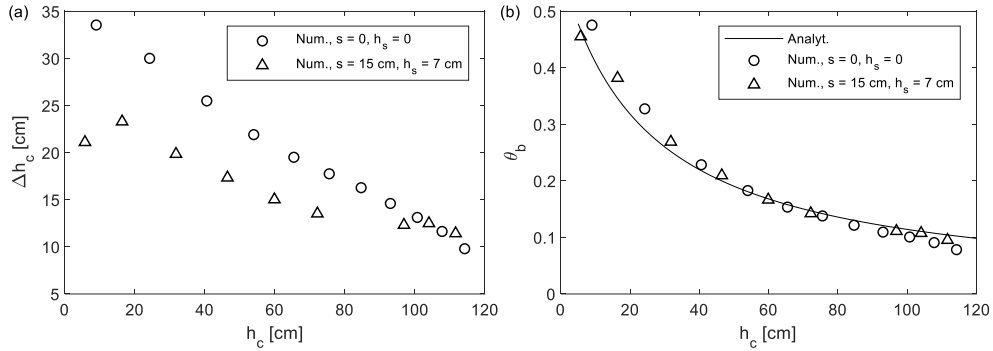 (a)
35
30
25
20
15
10
5
Δh_c [cm]
Num., s = 0, h_s = 0
Num., s = 15 cm, h_s = 7 cm
0 20 40 60 80 100 120
h_c [cm]
(b)
0.5
0.4
0.3
0.2
0.1
0
θ_b
Analyt.
Num., s = 0, h_s = 0
Num., s = 15 cm, h_s = 7 cm
0 20 40 60 80 100 120
h_c [cm]